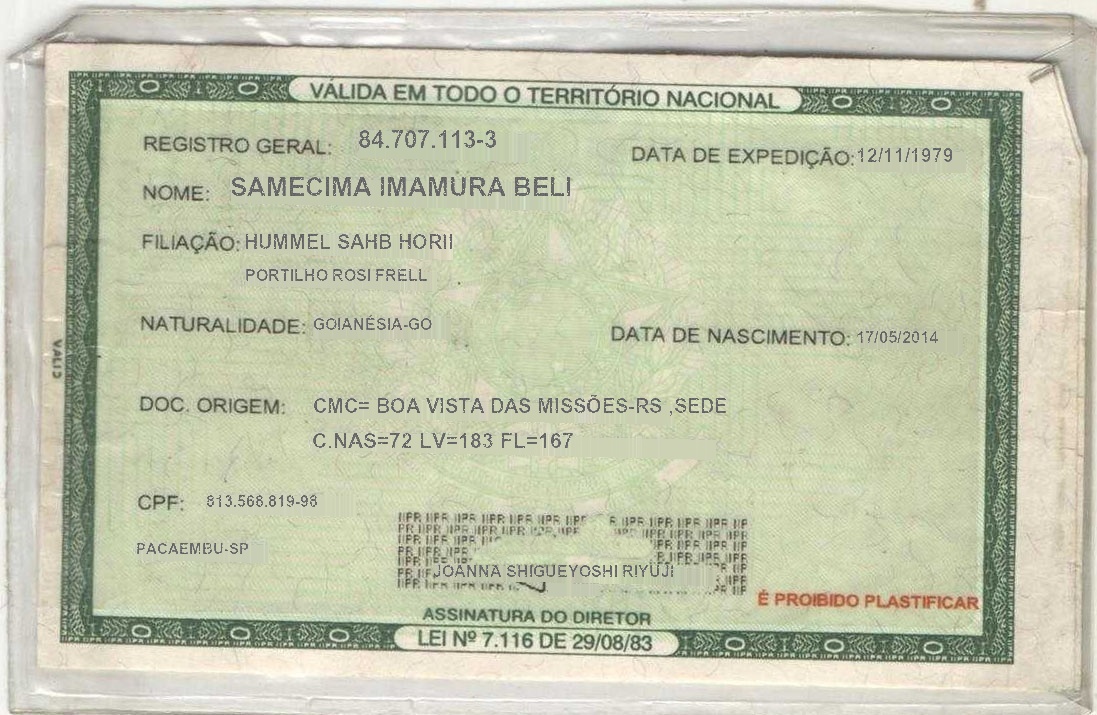 VÁLIDA EM TODO O TERRITÓRIO NACIONAL
REGISTRO GERAL: 84.707.113-3 DATA DE EXPEDIÇÃO: 12/11/1979
NOME: SAMECIMA IMAMURA BELI
FILIAÇÃO: HUMMEL SAHB HORII
PORTILHO ROSI FRELL
NATURALIDADE: GOIANÉSIA-GO DATA DE NASCIMENTO: 17/05/2014
VALID
DOC. ORIGEM: CMC= BOA VISTA DAS MISSÕES-RS ,SEDE
C.NAS=72 LV=183 FL=167
CPF: 813.568.819-98
PACAEMBU-SP
JOANNA SHIGUEYOSHI RIYUJI
É PROIBIDO PLASTIFICAR
ASSINATURA DO DIRETOR
LEI Nº 7.116 DE 29/08/83